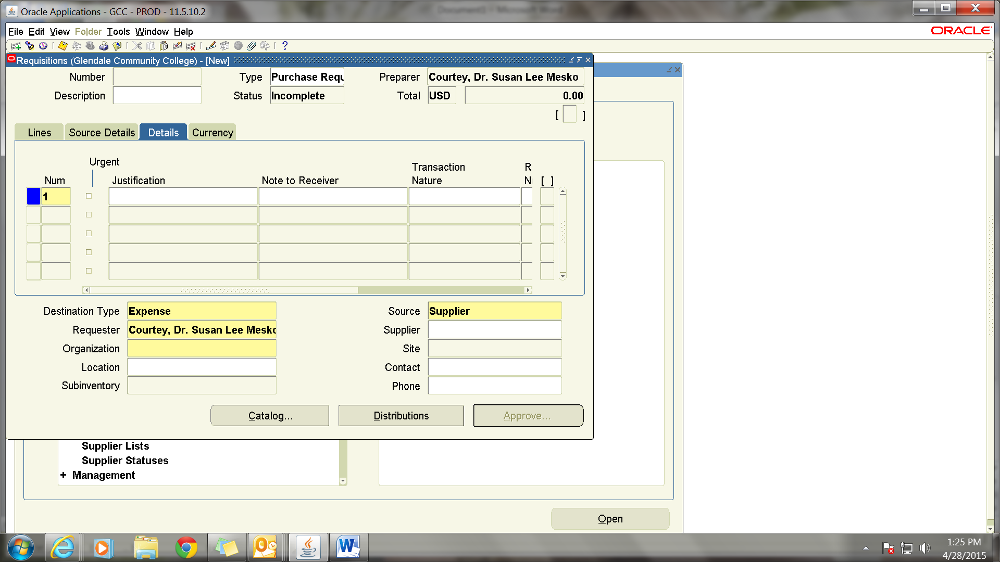 Oracle Applications - GCC - PROD - 11.5.10.2
File Edit View Folder Tools Window Help
ORACLE
Requisitions (Glendale Community College) - [New]
Number
Type Purchase Requ
Preparer Courtey, Dr. Susan Lee Mesko
Description
Status Incomplete
Total USD 0.00
[ ]
Lines Source Details Details Currency
Urgent
Transaction R
Num Justification Note to Receiver Nature [ ]
1
Destination Type Expense
Source Supplier
Requester Courtey, Dr. Susan Lee Mesko
Supplier
Organization
Site
Location
Contact
Subinventory
Phone
Catalog... Distributions Approve...
Supplier Lists
Supplier Statuses
+ Management
Open
1:25 PM
4/28/2015